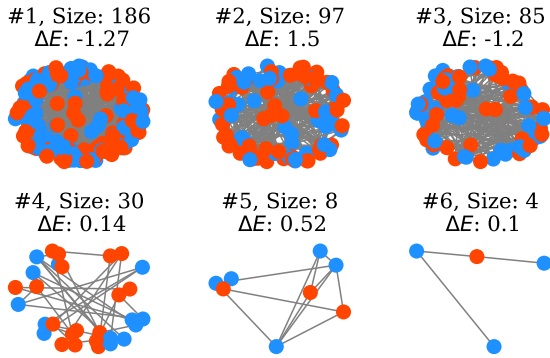 #1, Size: 186
ΔE: -1.27
#2, Size: 97
ΔE: 1.5
#3, Size: 85
ΔE: -1.2
#4, Size: 30
ΔE: 0.14
#5, Size: 8
ΔE: 0.52
#6, Size: 4
ΔE: 0.1